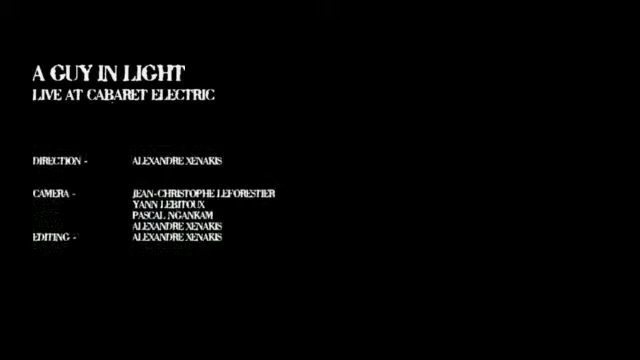 A GUY IN LIGHT
LIVE AT CABARET ELECTRIC
DIRECTION - ALEXANDRE XENAKIS
CAMERA - JEAN-CHRISTOPHE LEFORESTIER
YANN LEBITOUX
PASCAL NGANKAM
ALEXANDRE XENAKIS
EDITING - ALEXANDRE XENAKIS